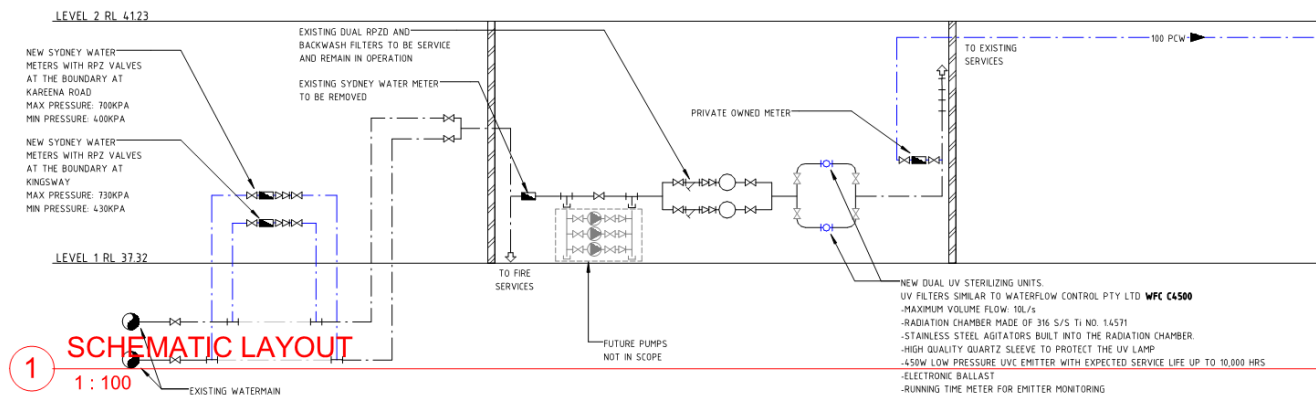 LEVEL 2 RL 41.23
NEW SYDNEY WATER
METERS WITH RPZ VALVES
AT THE BOUNDARY AT
KAREENA ROAD
MAX PRESSURE: 700KPA
MIN PRESSURE: 400KPA
NEW SYDNEY WATER
METERS WITH RPZ VALVES
AT THE BOUNDARY AT
KINGSWAY
MAX PRESSURE: 730KPA
MIN PRESSURE: 430KPA
EXISTING DUAL RPZD AND
BACKWASH FILTERS TO BE SERVICE
AND REMAIN IN OPERATION
EXISTING SYDNEY WATER METER
TO BE REMOVED
PRIVATE OWNED METER
TO EXISTING
SERVICES
100 PCW
LEVEL 1 RL 37.32
TO FIRE
SERVICES
FUTURE PUMPS
NOT IN SCOPE
NEW DUAL UV STERILIZING UNITS.
UV FILTERS SIMILAR TO WATERFLOW CONTROL PTY LTD WFC C4500
-MAXIMUM VOLUME FLOW: 10L/s
-RADIATION CHAMBER MADE OF 316 S/S Ti NO. 1.4571
-STAINLESS STEEL AGITATORS BUILT INTO THE RADIATION CHAMBER.
-HIGH QUALITY QUARTZ SLEEVE TO PROTECT THE UV LAMP
-450W LOW PRESSURE UVC EMITTER WITH EXPECTED SERVICE LIFE UP TO 10,000 HRS
-ELECTRONIC BALLAST
-RUNNING TIME METER FOR EMITTER MONITORING
1
SCHEMATIC LAYOUT
1 : 100
EXISTING WATERMAIN